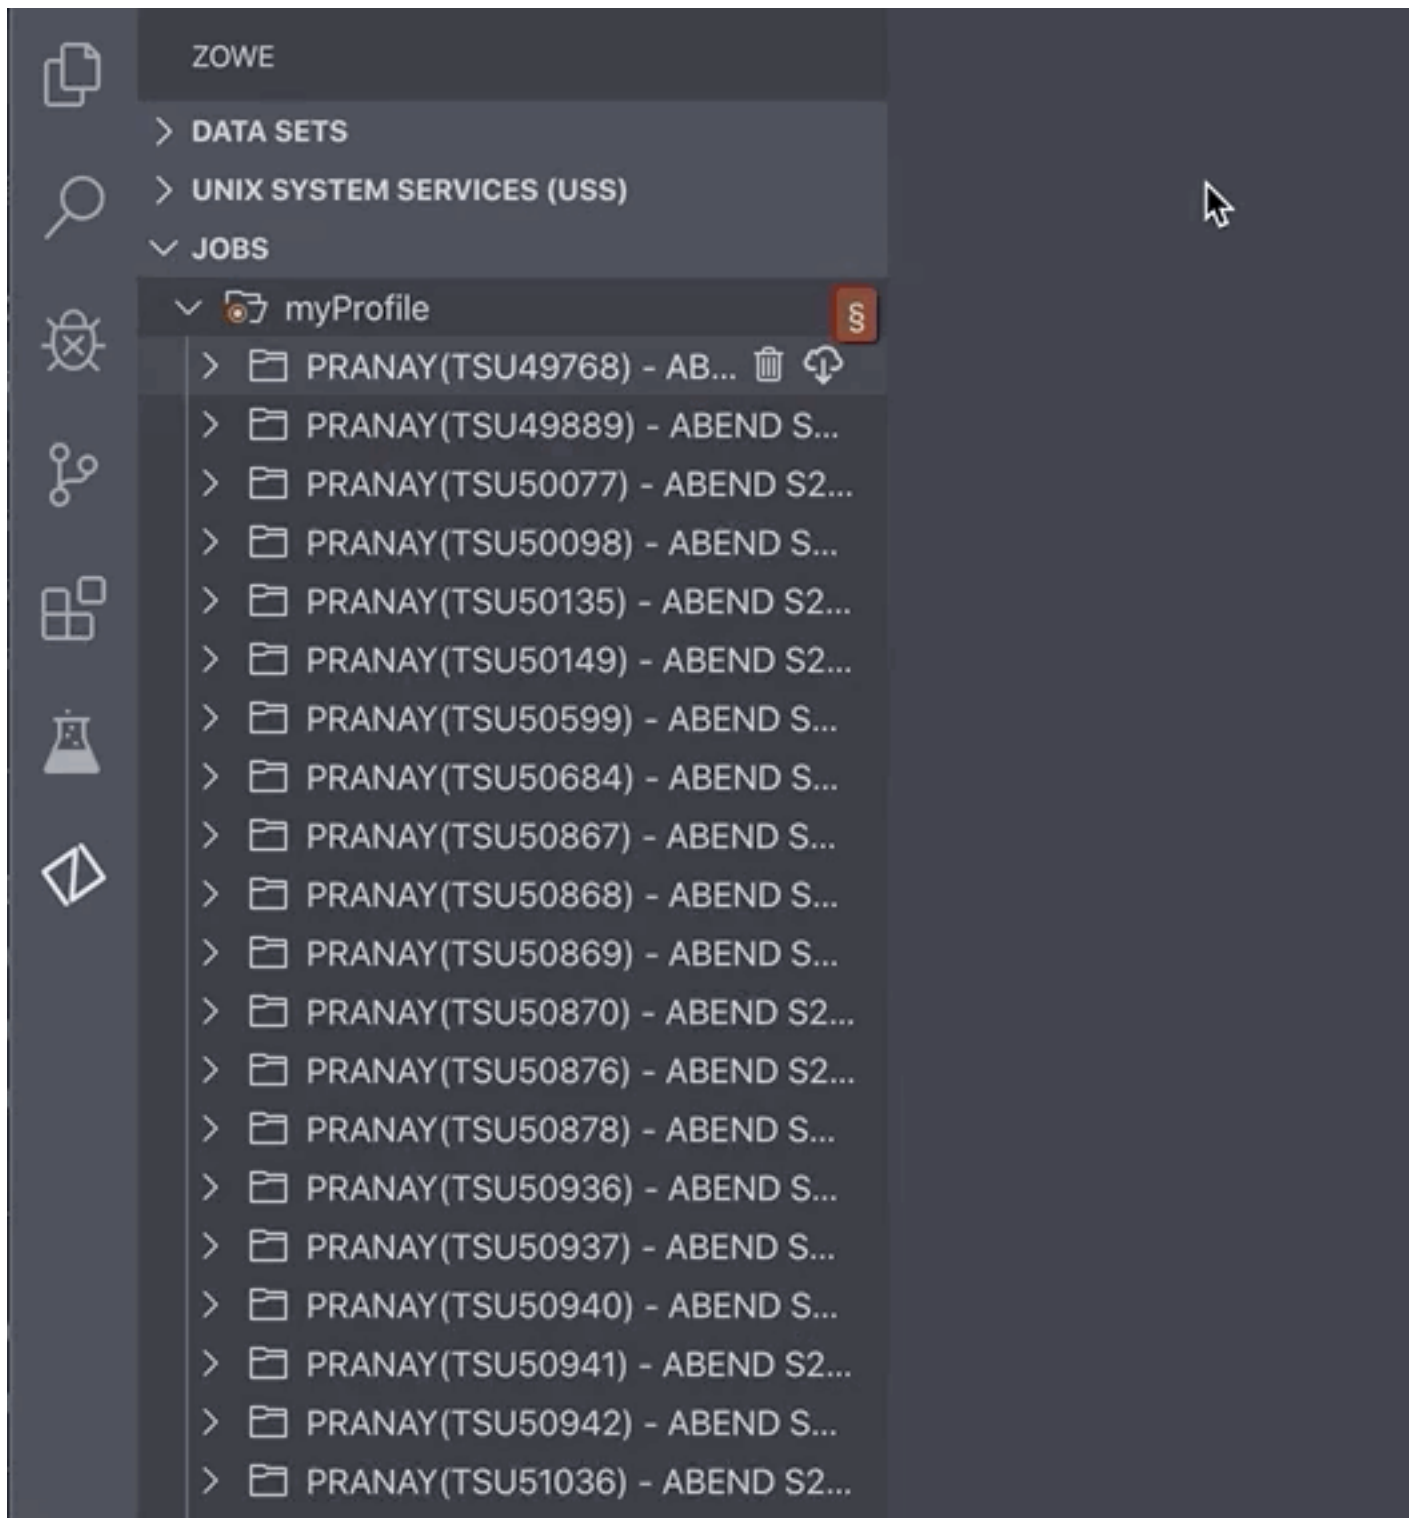 ZOWE
DATA SETS
UNIX SYSTEM SERVICES (USS)
JOBS
myProfile
§
PRANAY(TSU49768) - AB...
PRANAY(TSU49889) - ABEND S...
PRANAY(TSU50077) - ABEND S2...
PRANAY(TSU50098) - ABEND S...
PRANAY(TSU50135) - ABEND S2...
PRANAY(TSU50149) - ABEND S2...
PRANAY(TSU50599) - ABEND S...
PRANAY(TSU50684) - ABEND S...
PRANAY(TSU50867) - ABEND S...
PRANAY(TSU50868) - ABEND S...
PRANAY(TSU50869) - ABEND S...
PRANAY(TSU50870) - ABEND S2...
PRANAY(TSU50876) - ABEND S2...
PRANAY(TSU50878) - ABEND S...
PRANAY(TSU50936) - ABEND S...
PRANAY(TSU50937) - ABEND S...
PRANAY(TSU50940) - ABEND S...
PRANAY(TSU50941) - ABEND S2...
PRANAY(TSU50942) - ABEND S...
PRANAY(TSU51036) - ABEND S2...